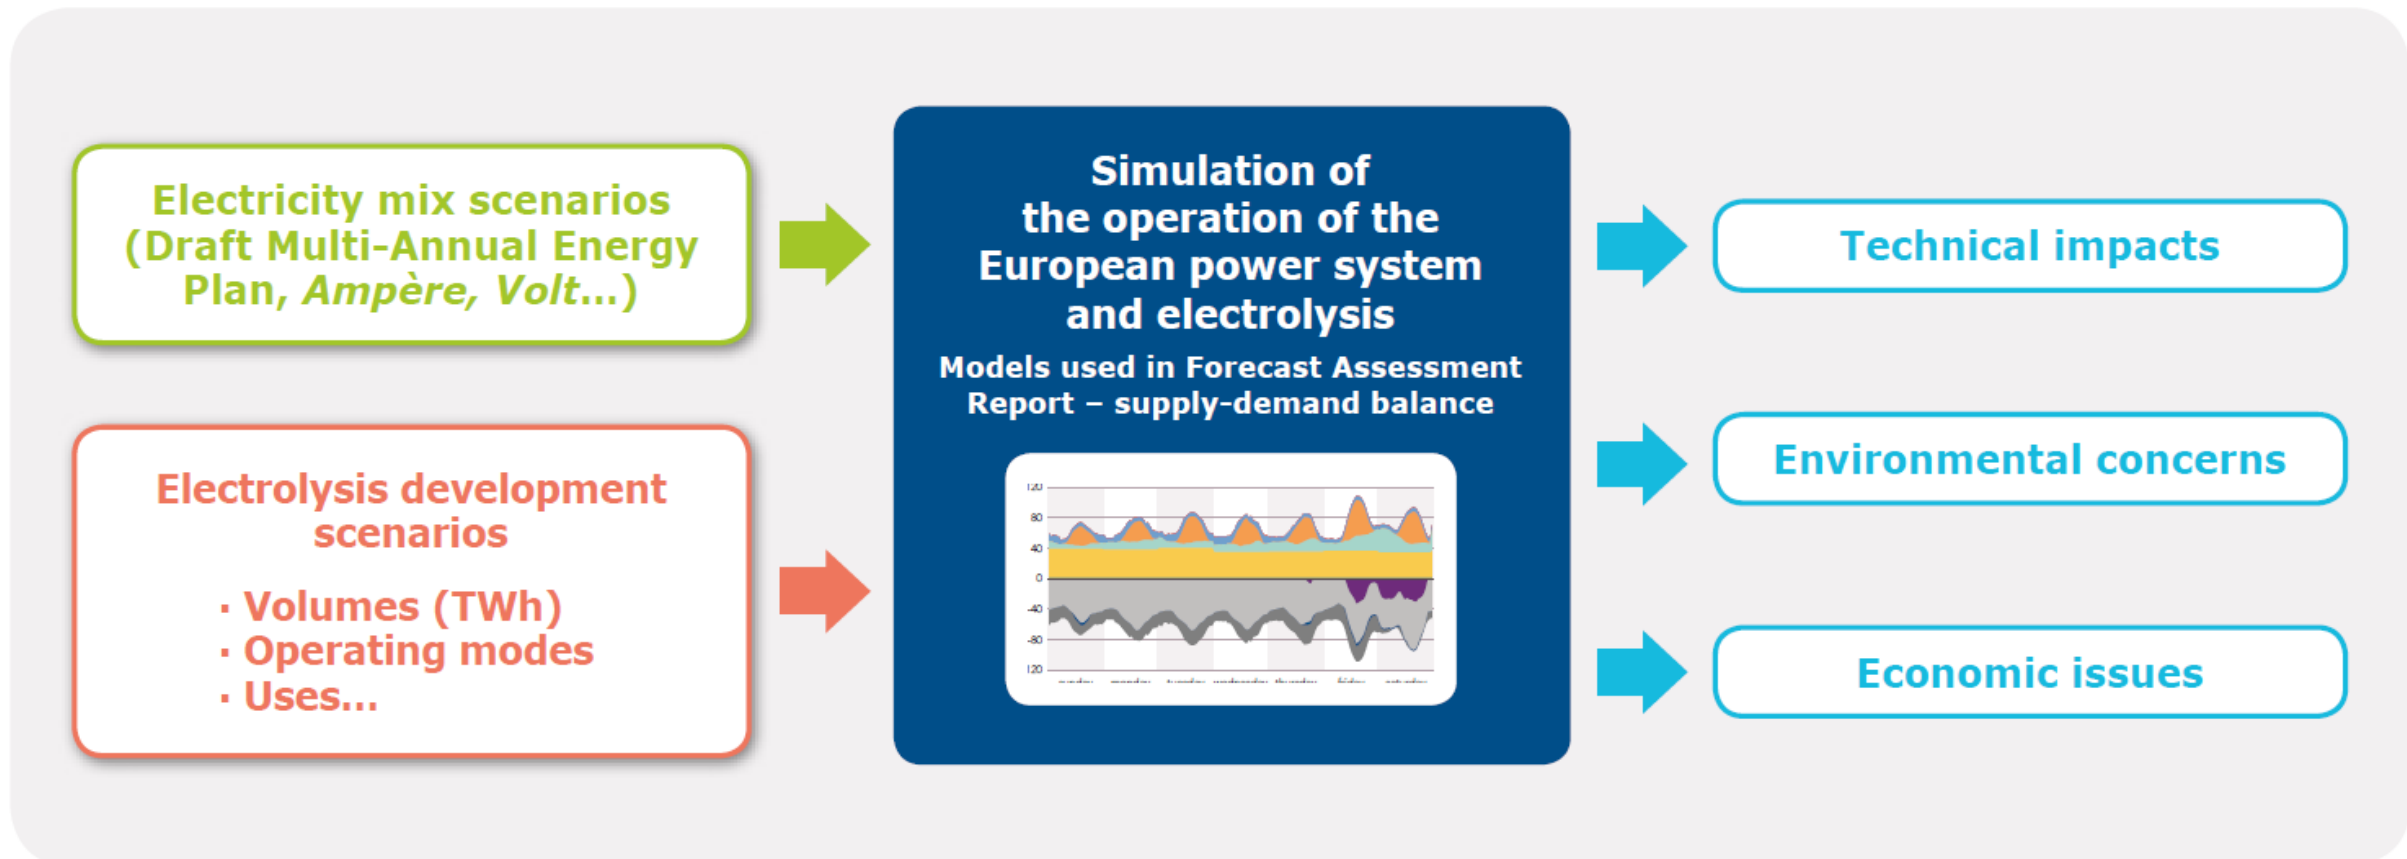 Electricity mix scenarios
(Draft Multi-Annual Energy
Plan, Ampère, Volt...)
Electrolysis development
scenarios
· Volumes (TWh)
· Operating modes
· Uses...
Simulation of
the operation of the
European power system
and electrolysis
Models used in Forecast Assessment
Report – supply-demand balance
120
80
40
0
-40
-80
120
Technical impacts
Environmental concerns
Economic issues